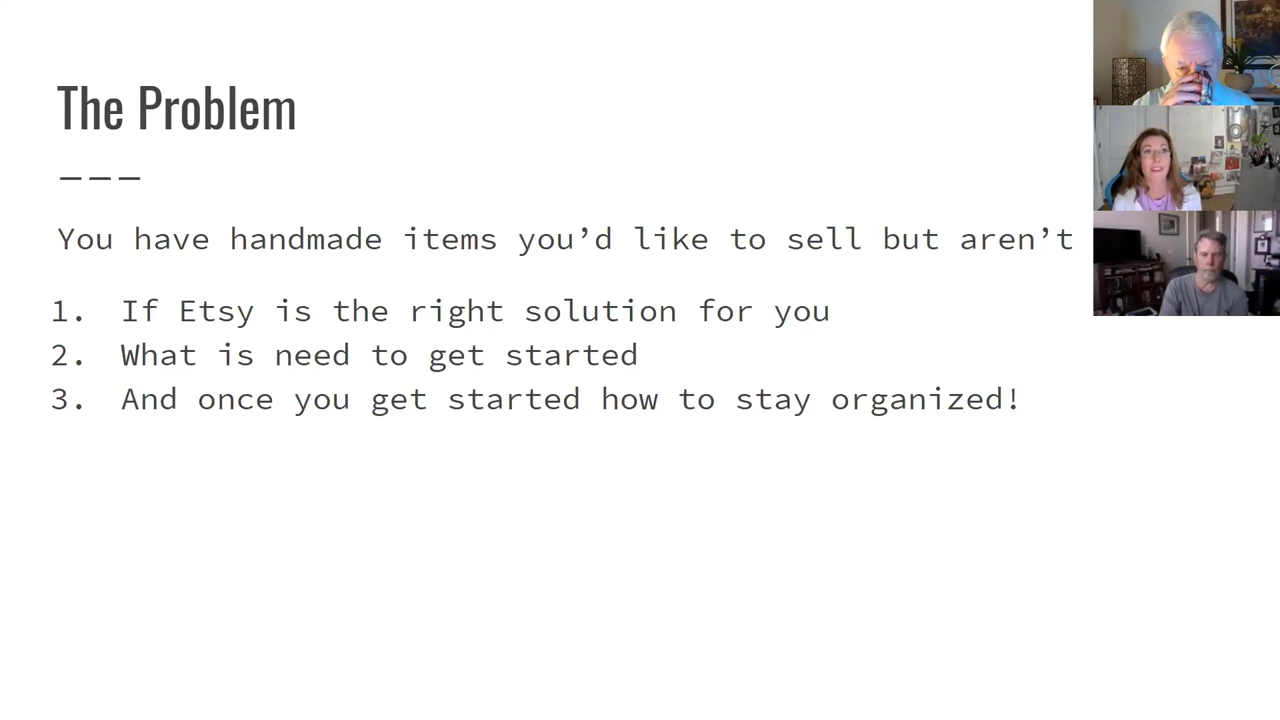 The Problem
You have handmade items you’d like to sell but aren’t
1. If Etsy is the right solution for you
2. What is need to get started
3. And once you get started how to stay organized!